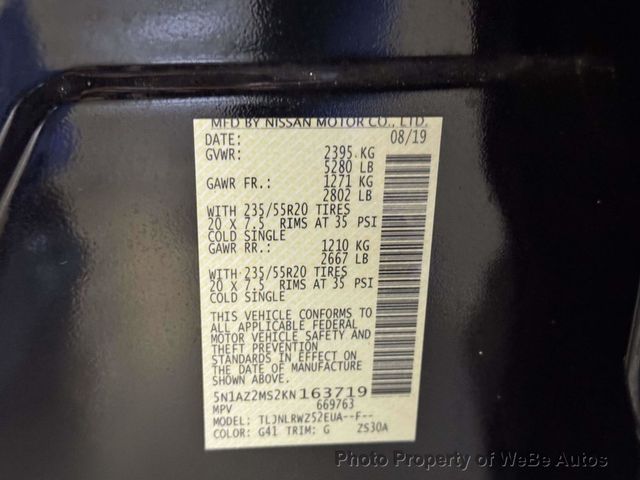 MFD BY NISSAN MOTOR CO., LTD.
DATE: 08/19
GVWR: 2395 KG
5280 LB
GAWR FR.: 1271 KG
2802 LB
WITH 235/55R20 TIRES
20 X 7.5 RIMS AT 35 PSI
COLD SINGLE
GAWR RR.: 1210 KG
2667 LB
WITH 235/55R20 TIRES
20 X 7.5 RIMS AT 35 PSI
COLD SINGLE
THIS VEHICLE CONFORMS TO
ALL APPLICABLE FEDERAL
MOTOR VEHICLE SAFETY AND
THEFT PREVENTION
STANDARDS IN EFFECT ON
THE DATE OF MANUFACTURE
SHOWN ABOVE.
5N1AZ2MS2KN163719
MPV 669763
MODEL: TLJNLRWZ52EUA--F--
COLOR: G41 TRIM: G ZS30A
Photo Property of WeBe Autos